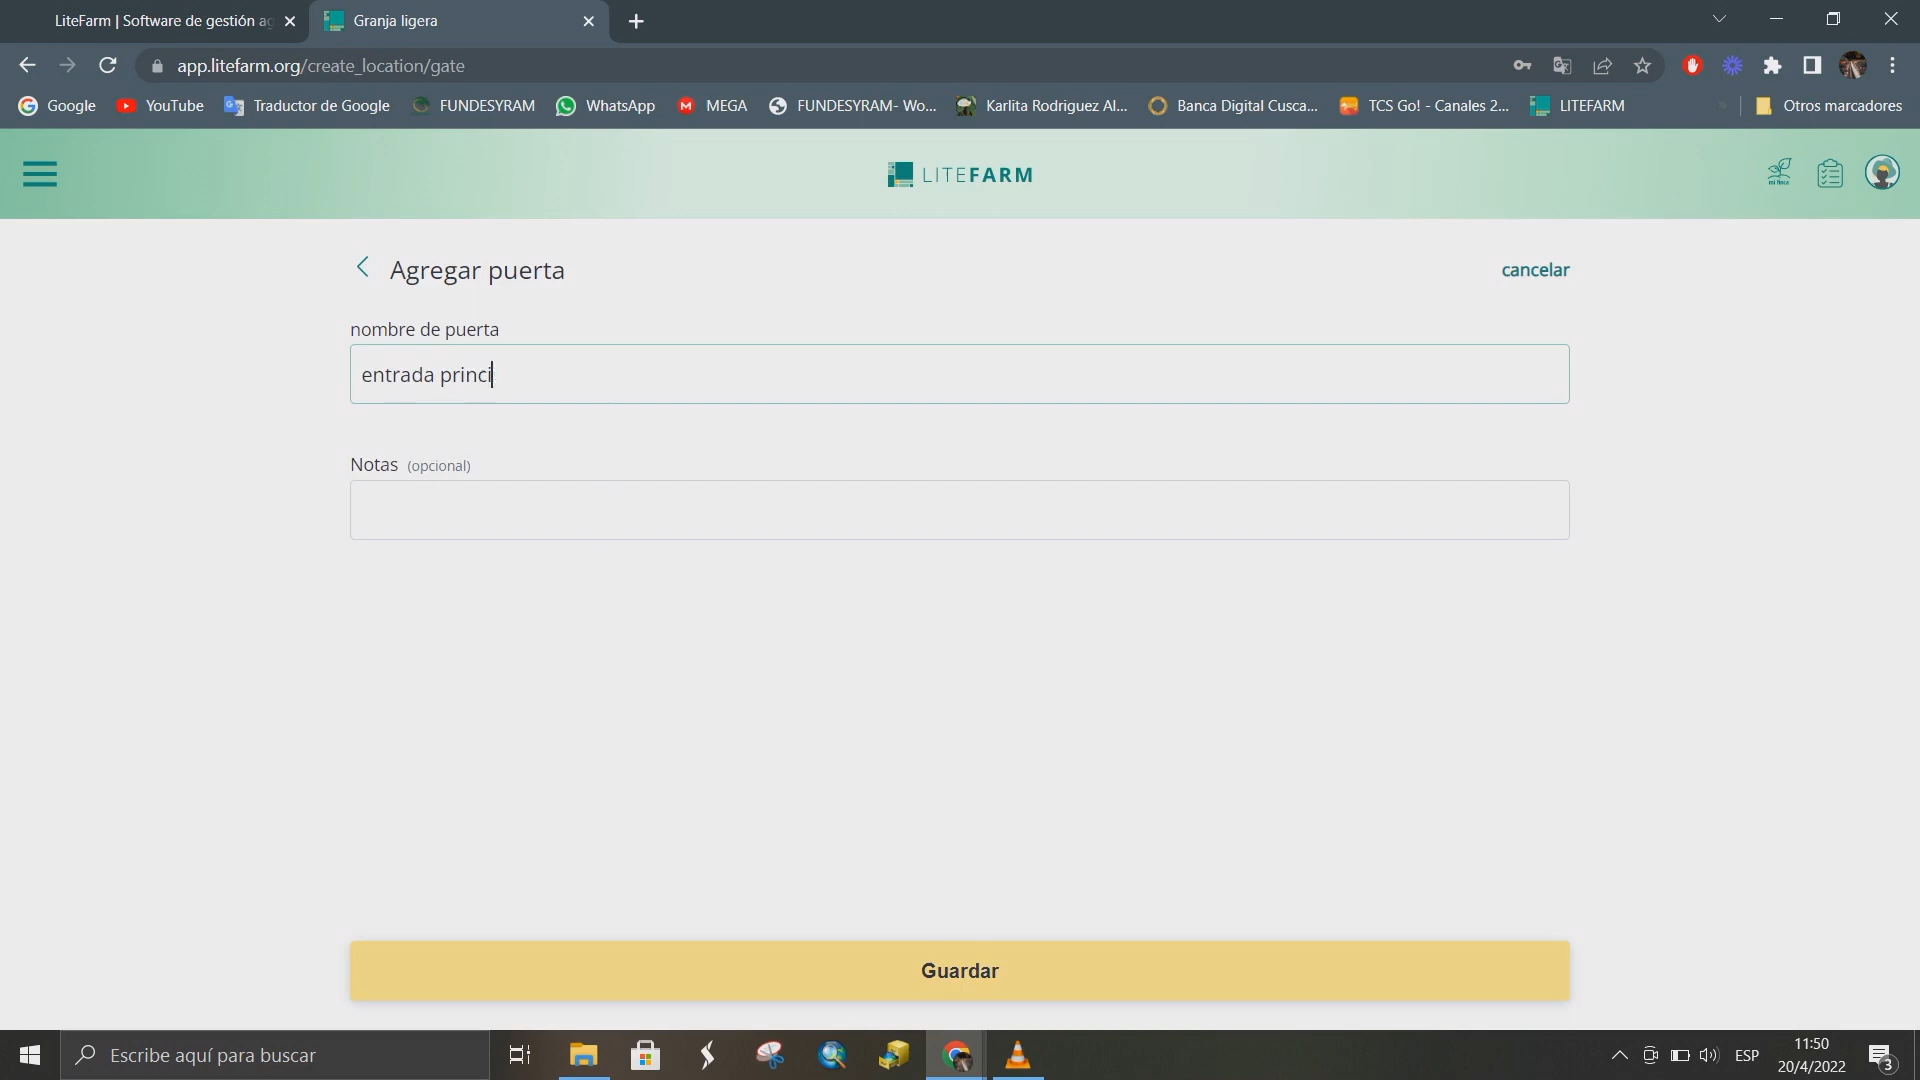 LiteFarm | Software de gestión ag
Granja ligera
app.litefarm.org/create_location/gate
Google
YouTube
Traductor de Google
FUNDESYRAM
WhatsApp
MEGA
FUNDESYRAM- Wo...
Karlita Rodriguez Al...
Banca Digital Cusca...
TCS Go! - Canales 2...
LITEFARM
Otros marcadores
LITEFARM
mi finca
Agregar puerta
cancelar
nombre de puerta
entrada princi
Notas (opcional)
Guardar
Escribe aquí para buscar
ESP
11:50
20/4/2022
3